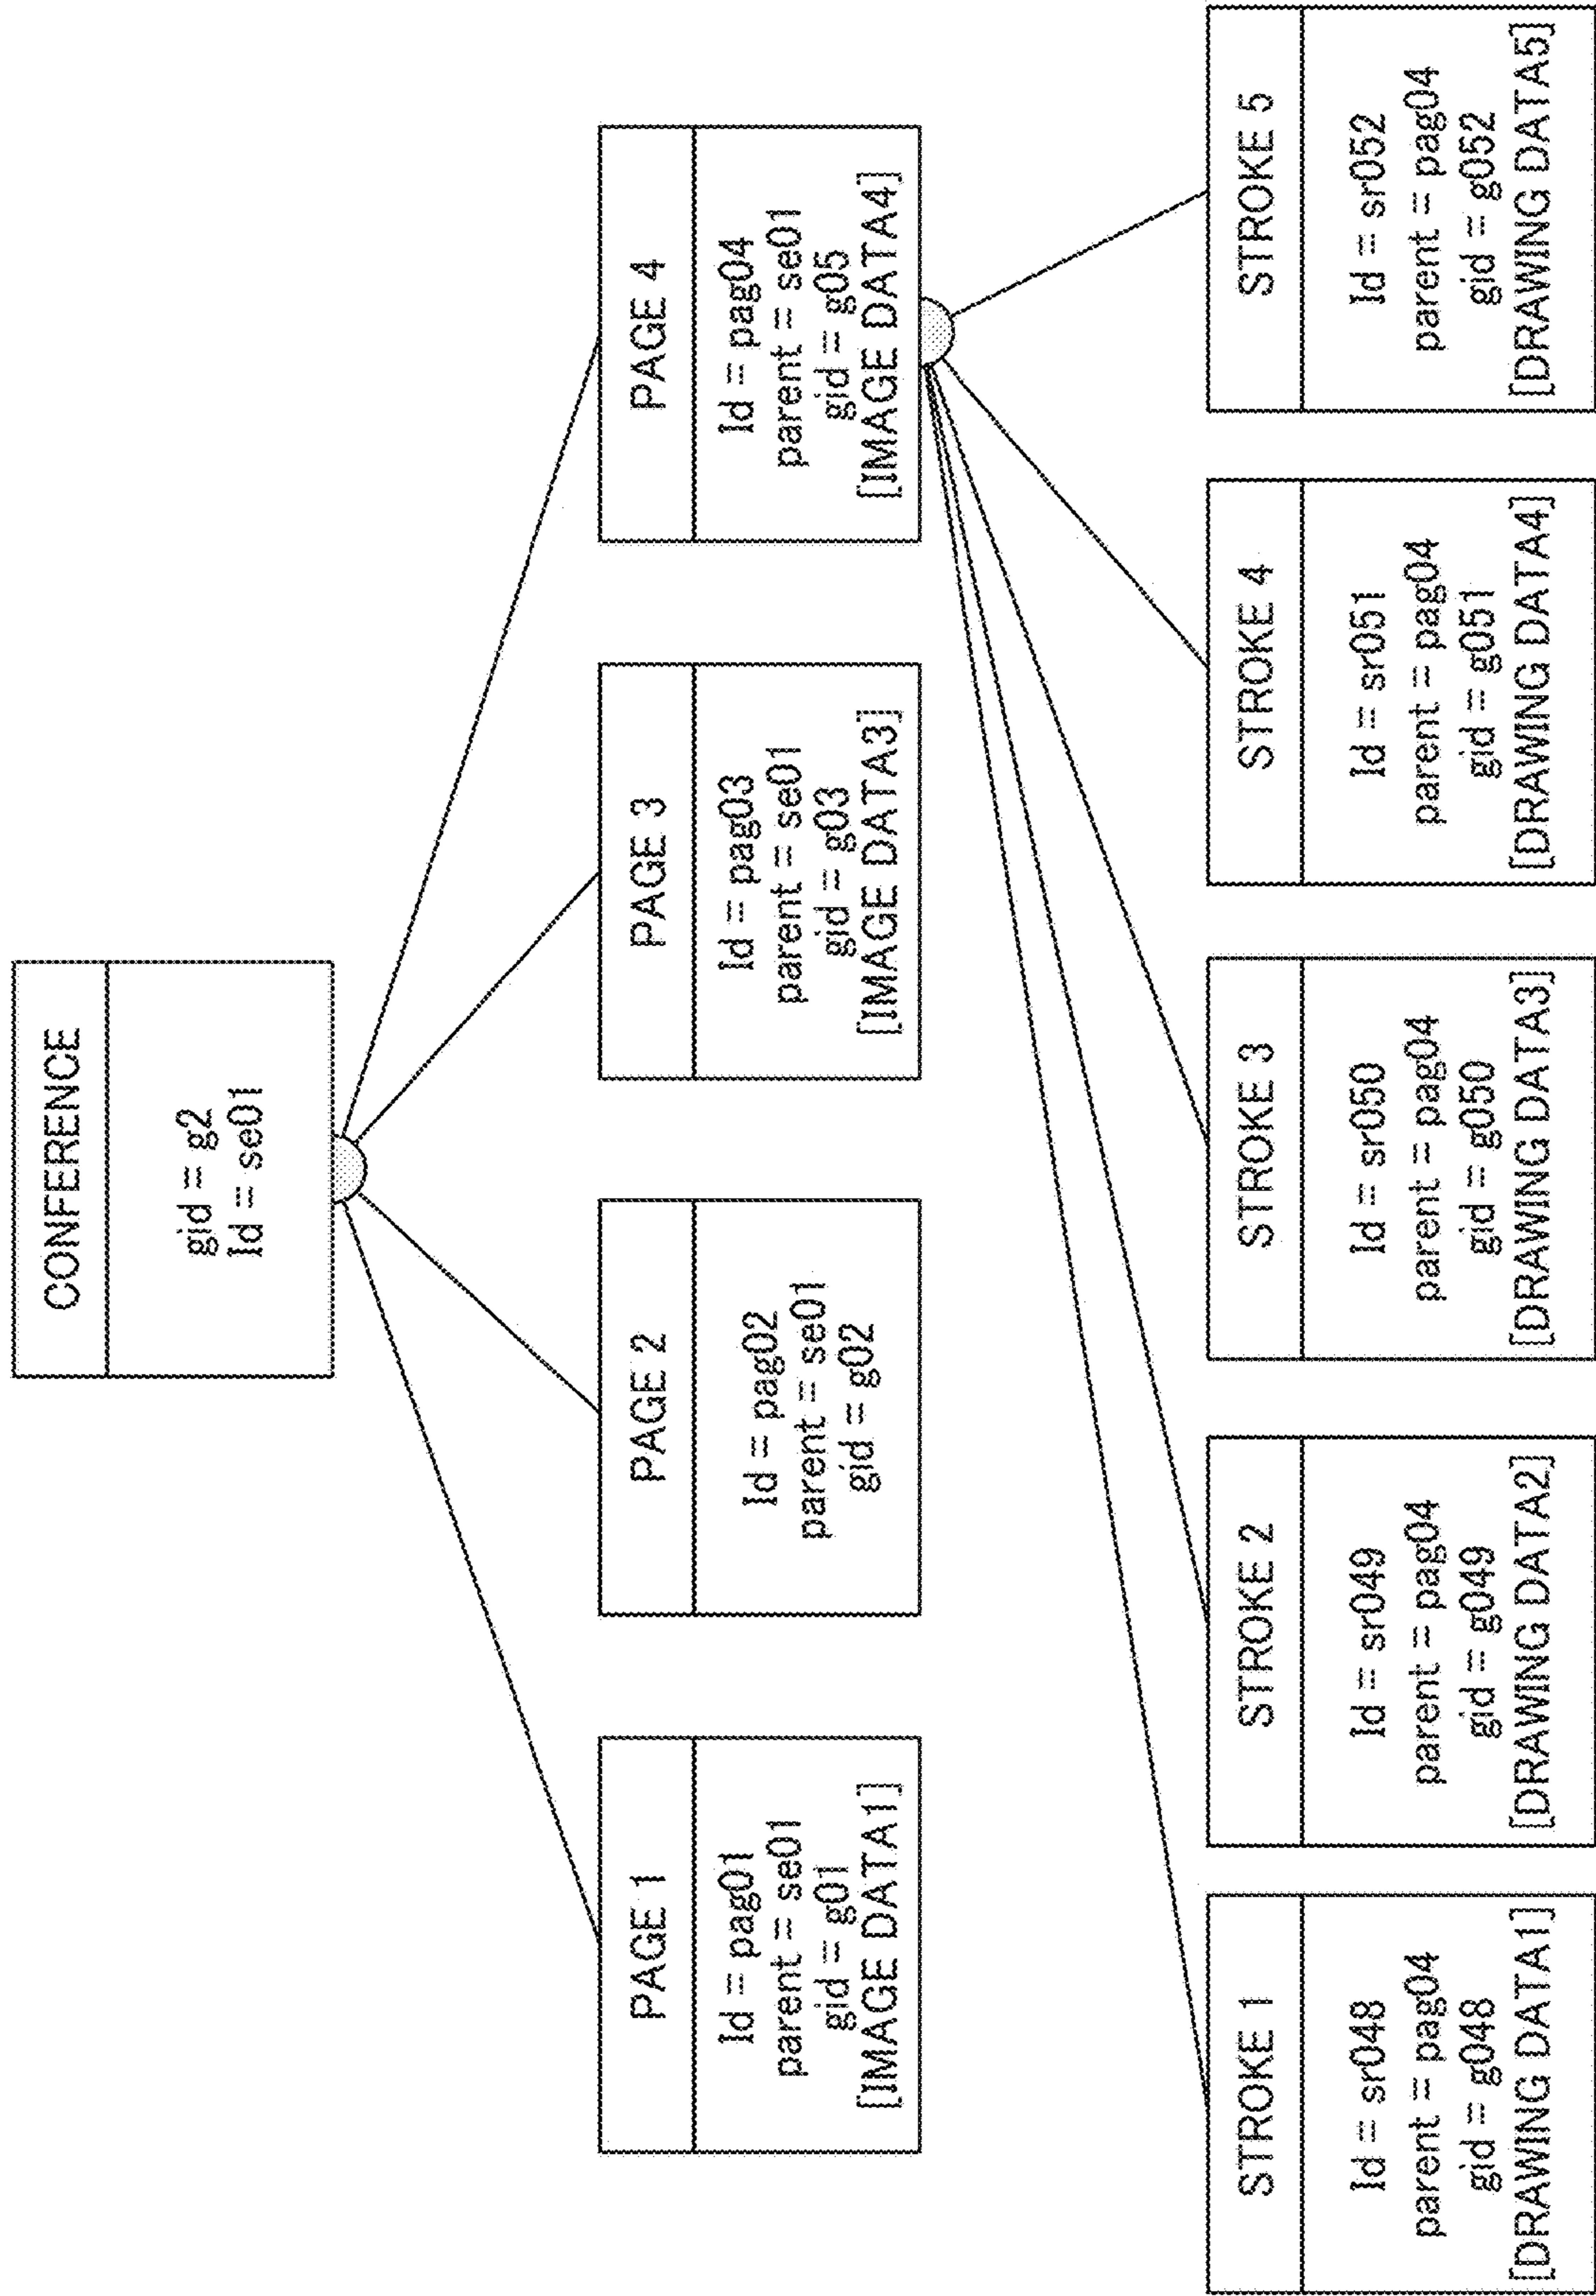 CONFERENCE
gid = g2
Id = se01
PAGE 1
Id = pag01
parent = se01
gid = g01
[IMAGE DATA1]
PAGE 2
Id = pag02
parent = se01
gid = g02
PAGE 3
Id = pag03
parent = se01
gid = g03
[IMAGE DATA3]
PAGE 4
Id = pag04
parent = se01
gid = g05
[IMAGE DATA4]
STROKE 1
Id = sr048
parent = pag04
gid = g048
[DRAWING DATA1]
STROKE 2
Id = sr049
parent = pag04
gid = g049
[DRAWING DATA2]
STROKE 3
Id = sr050
parent = pag04
gid = g050
[DRAWING DATA3]
STROKE 4
Id = sr051
parent = pag04
gid = g051
[DRAWING DATA4]
STROKE 5
Id = sr052
parent = pag04
gid = g052
[DRAWING DATA5]